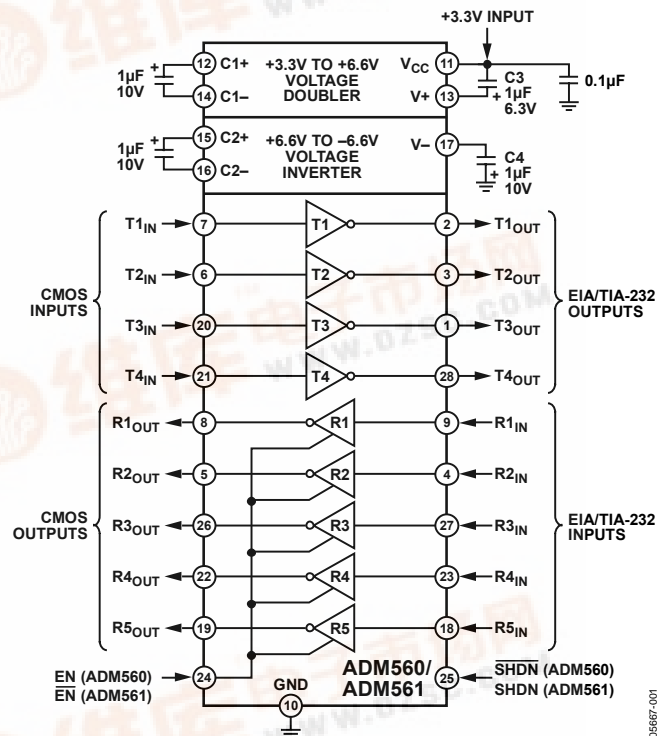 +3.3V INPUT
12 C1+ +3.3V TO +6.6V VOLTAGE DOUBLER VCC 11
1µF 10V +
14 C1– V+ 13
C3 1µF 6.3V +
0.1µF
15 C2+ +6.6V TO –6.6V VOLTAGE INVERTER V– 17
1µF 10V +
16 C2–
C4 + 1µF 10V
T1IN 7 T1 2 T1OUT
T2IN 6 T2 3 T2OUT
CMOS INPUTS
EIA/TIA-232 OUTPUTS
T3IN 20 T3 1 T3OUT
T4IN 21 T4 28 T4OUT
R1OUT 8 R1 9 R1IN
R2OUT 5 R2 4 R2IN
CMOS OUTPUTS
R3OUT 26 R3 27 R3IN
EIA/TIA-232 INPUTS
R4OUT 22 R4 23 R4IN
R5OUT 19 R5 18 R5IN
EN (ADM560)
E̅N̅ (ADM561)
24
GND
10
ADM560/
ADM561
25
S̅H̅D̅N̅ (ADM560)
SHDN (ADM561)
05667-001